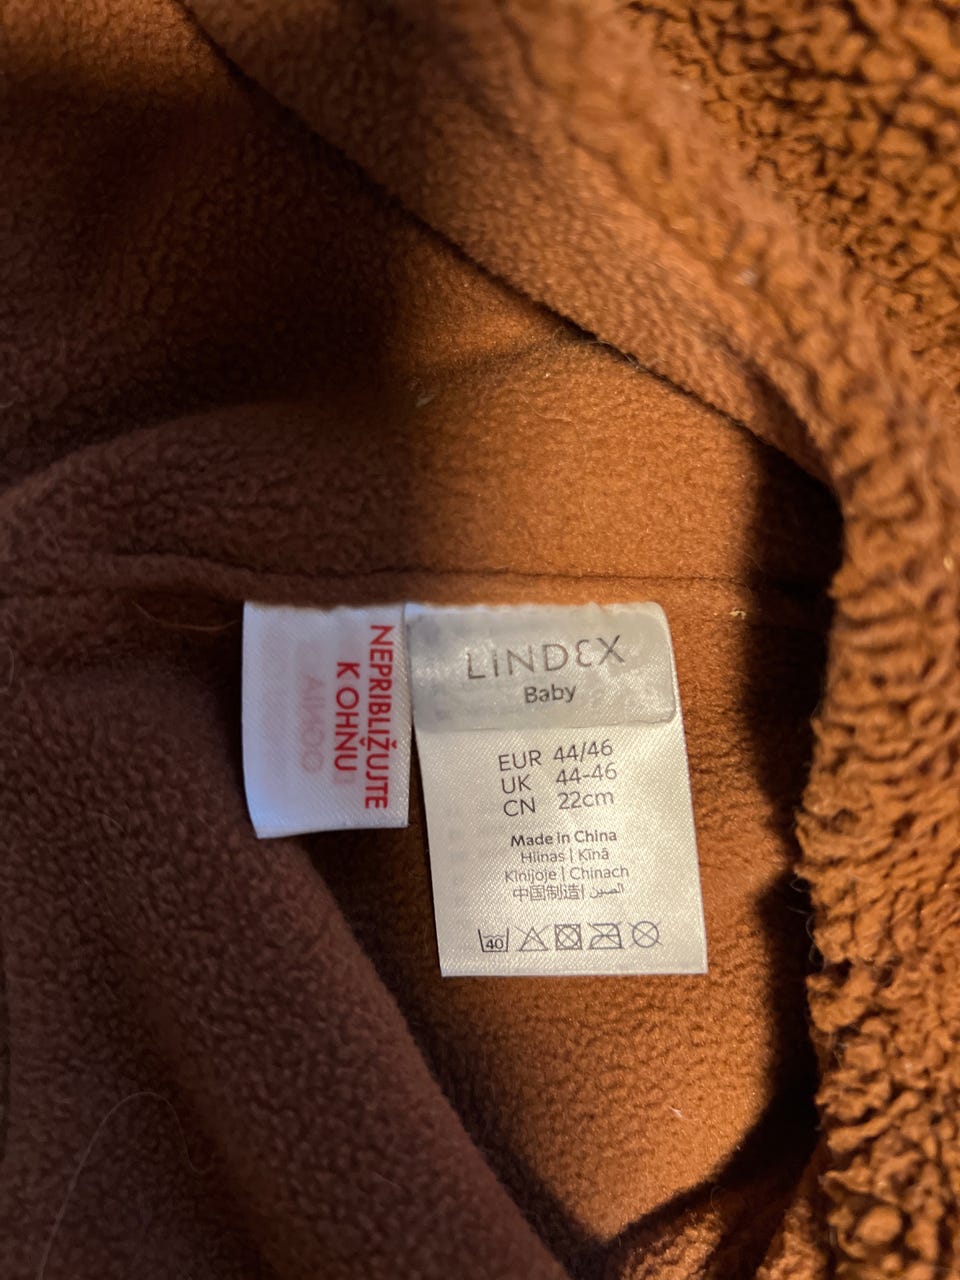 NEPRIBLIŽUJTE
K OHŇU
LINDEX
Baby
EUR 44/46
UK 44-46
CN 22cm
Made in China
Hiinas | Ķīnā
Kinijoje | Chinach
中国制造| الصين
40